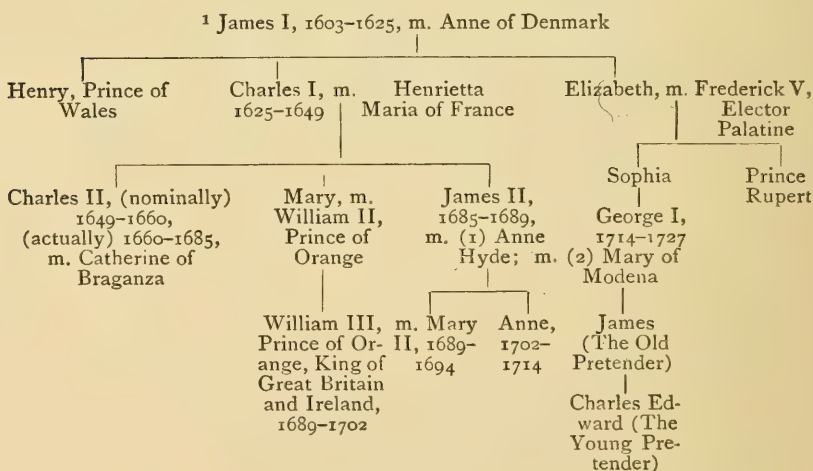 ¹ James I, 1603–1625, m. Anne of Denmark
Henry, Prince of Wales
Charles I, m. Henrietta
1625–1649 Maria of France
Elizabeth, m. Frederick V,
Elector
Palatine
Charles II, (nominally)
1649–1660,
(actually) 1660–1685,
m. Catherine of
Braganza
Mary, m.
William II,
Prince of
Orange
James II,
1685–1689,
m. (1) Anne
Hyde; m. (2) Mary of
Modena
Sophia
George I,
1714–1727
Prince
Rupert
William III,
Prince of Or-
ange, King of
Great Britain
and Ireland,
1689–1702
m. Mary
II, 1689–
1694
Anne,
1702–
1714
James
(The Old
Pretender)
Charles Ed-
ward (The
Young Pre-
tender)